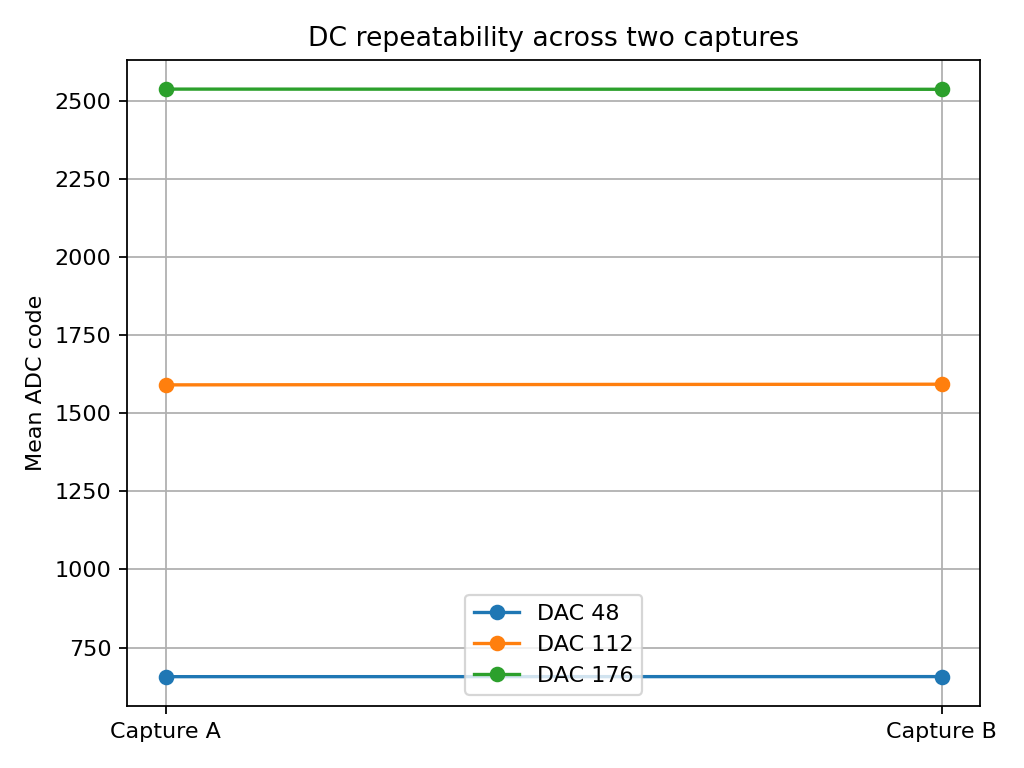 DC repeatability across two captures
Mean ADC code
2500
2250
2000
1750
1500
1250
1000
750
DAC 48
DAC 112
DAC 176
Capture A
Capture B